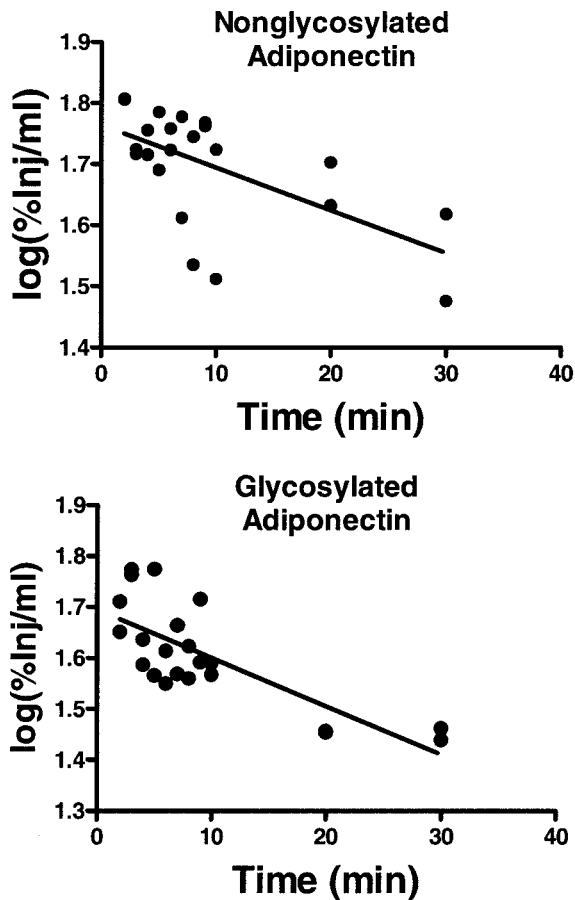 Nonglycosylated
Adiponectin
1.9
1.8
1.7
1.6
1.5
1.4
log(%Inj/ml)
0 10 20 30 40
Time (min)
Glycosylated
Adiponectin
1.9
1.8
1.7
1.6
1.5
1.4
1.3
log(%Inj/ml)
0 10 20 30 40
Time (min)